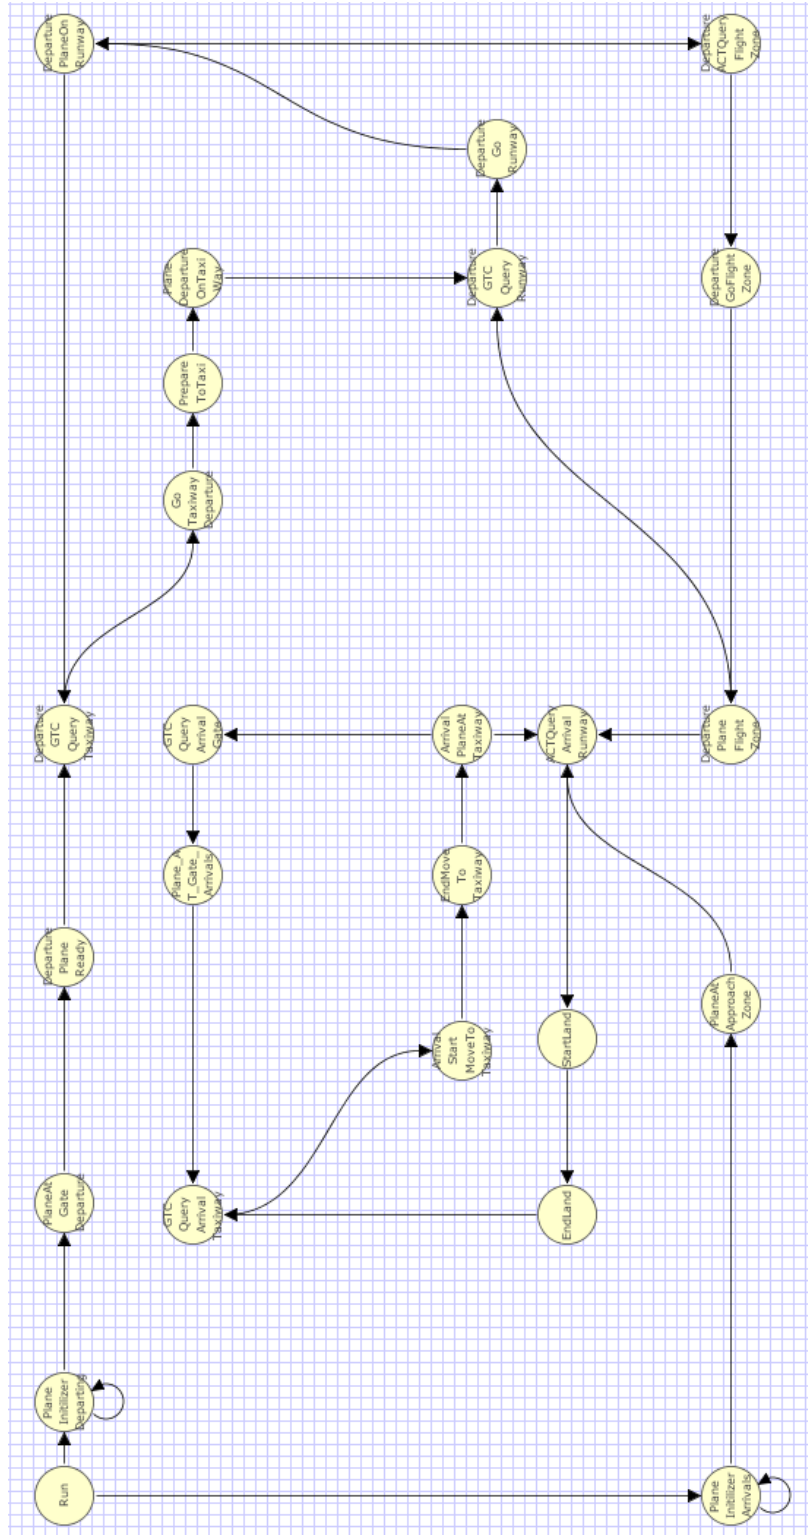 Departure
PlaneOn
Runway
Departure
ACTQuery
Flight
Zone
Departure
Go
Runway
Plane
Departure
OnTaxi
Way
Departure
GTC
Query
Runway
Departure
GoFlight
Zone
Prepare
ToTaxi
Go
Taxiway
Departure
Departure
GTC
Query
Taxiway
GTC
Query
Arrival
Gate
Arrival
PlaneAt
Taxiway
ACTQuery
Arrival
Runway
Departure
Plane
Flight
Zone
Plane_A
T_Gate_
Arrivals
EndMove
To
Taxiway
Departure
Plane
Ready
PlaneAt
Approach
Zone
Arrival
Start
MoveTo
Taxiway
StartLand
PlaneAt
Gate
Departure
GTC
Query
Arrival
Taxiway
EndLand
Plane
Initilizer
Departing
Run
Plane
Initilizer
Arrivals